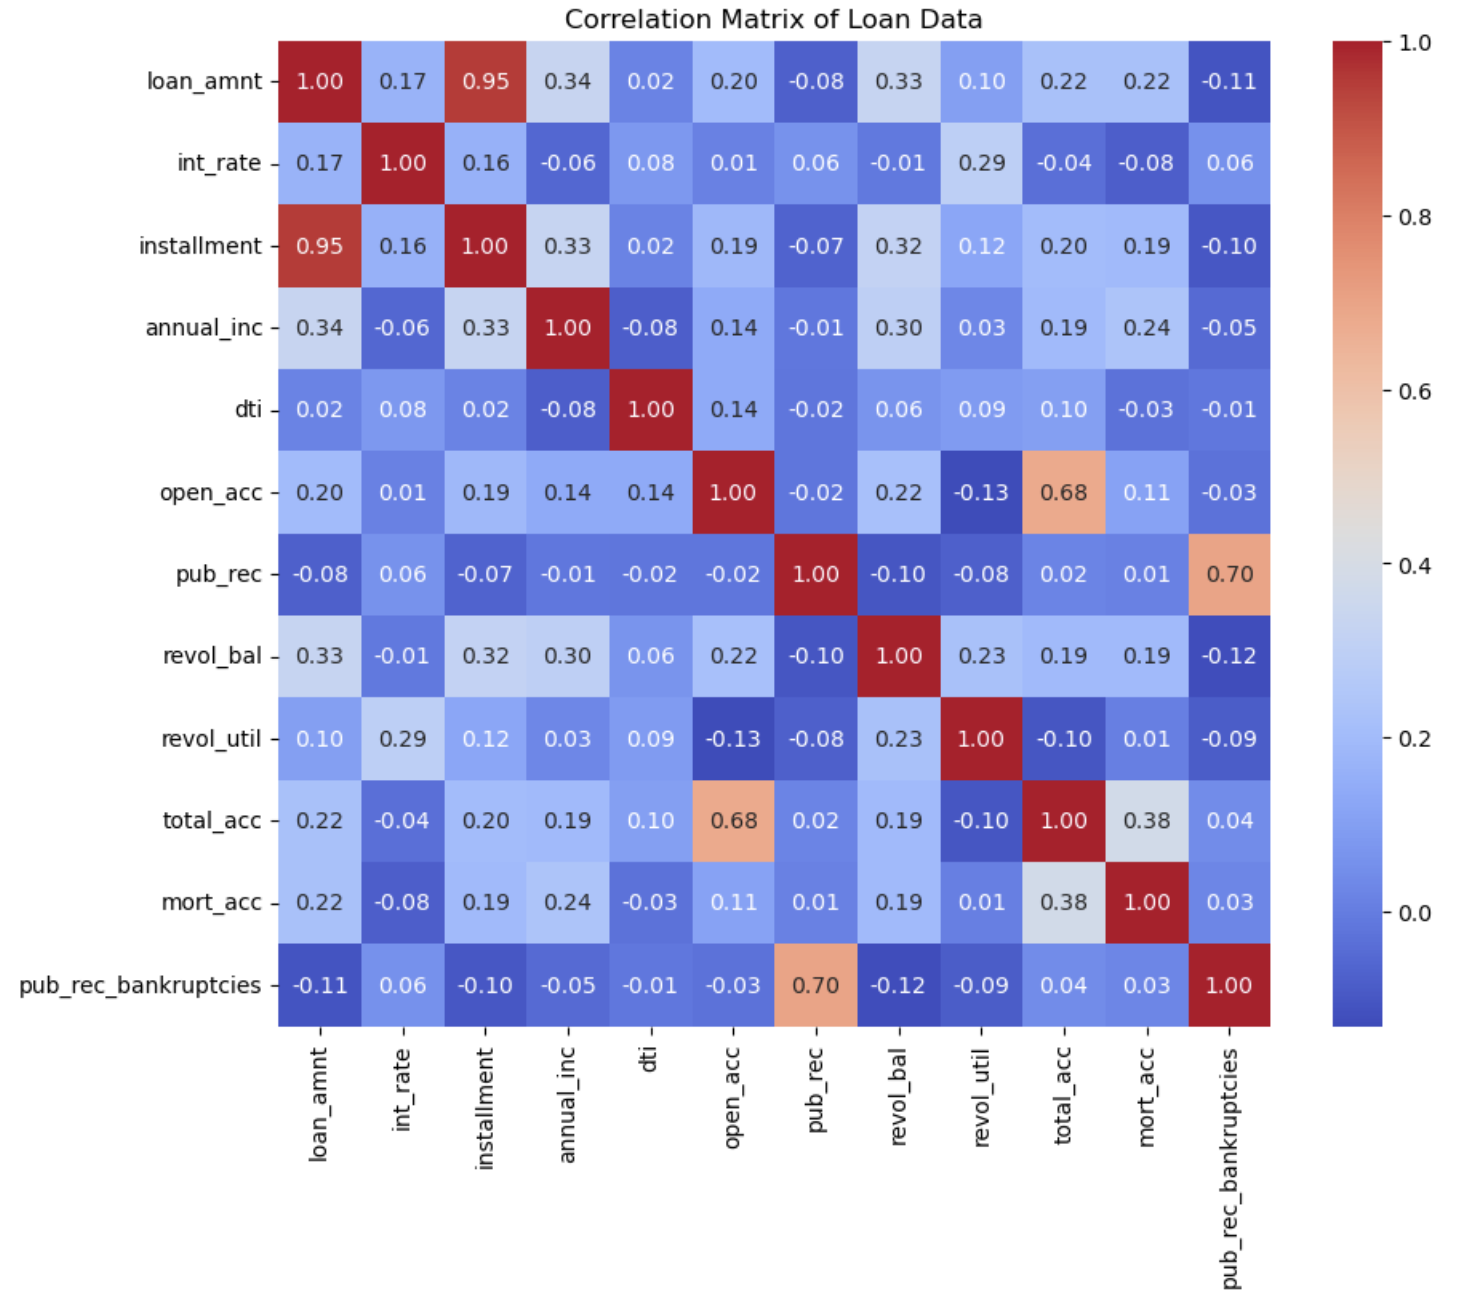 Correlation Matrix of Loan Data
loan_amnt 1.00 0.17 0.95 0.34 0.02 0.20 -0.08 0.33 0.10 0.22 0.22 -0.11
int_rate 0.17 1.00 0.16 -0.06 0.08 0.01 0.06 -0.01 0.29 -0.04 -0.08 0.06
installment 0.95 0.16 1.00 0.33 0.02 0.19 -0.07 0.32 0.12 0.20 0.19 -0.10
annual_inc 0.34 -0.06 0.33 1.00 -0.08 0.14 -0.01 0.30 0.03 0.19 0.24 -0.05
dti 0.02 0.08 0.02 -0.08 1.00 0.14 -0.02 0.06 0.09 0.10 -0.03 -0.01
open_acc 0.20 0.01 0.19 0.14 0.14 1.00 -0.02 0.22 -0.13 0.68 0.11 -0.03
pub_rec -0.08 0.06 -0.07 -0.01 -0.02 -0.02 1.00 -0.10 -0.08 0.02 0.01 0.70
revol_bal 0.33 -0.01 0.32 0.30 0.06 0.22 -0.10 1.00 0.23 0.19 0.19 -0.12
revol_util 0.10 0.29 0.12 0.03 0.09 -0.13 -0.08 0.23 1.00 -0.10 0.01 -0.09
total_acc 0.22 -0.04 0.20 0.19 0.10 0.68 0.02 0.19 -0.10 1.00 0.38 0.04
mort_acc 0.22 -0.08 0.19 0.24 -0.03 0.11 0.01 0.19 0.01 0.38 1.00 0.03
pub_rec_bankruptcies -0.11 0.06 -0.10 -0.05 -0.01 -0.03 0.70 -0.12 -0.09 0.04 0.03 1.00
loan_amnt int_rate installment annual_inc dti open_acc pub_rec revol_bal revol_util total_acc mort_acc pub_rec_bankruptcies
1.0
0.8
0.6
0.4
0.2
0.0